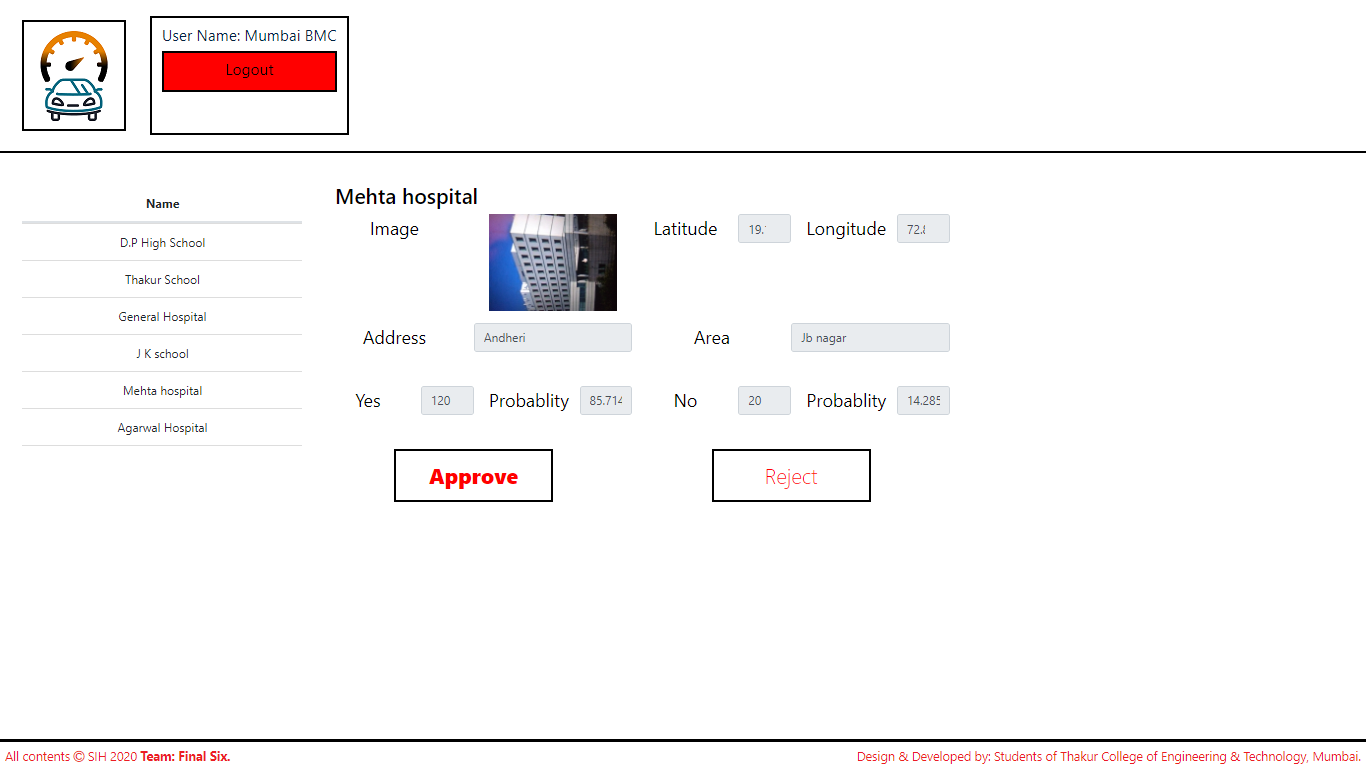 User Name: Mumbai BMC
Logout
Name
D.P High School
Thakur School
General Hospital
J K school
Mehta hospital
Agarwal Hospital
Mehta hospital
Image
Latitude 19. Longitude 72.
Address Andheri Area Jb nagar
Yes 120 Probablity 85.714 No 20 Probablity 14.285
Approve Reject
All contents © SIH 2020 Team: Final Six.
Design & Developed by: Students of Thakur College of Engineering & Technology, Mumbai.